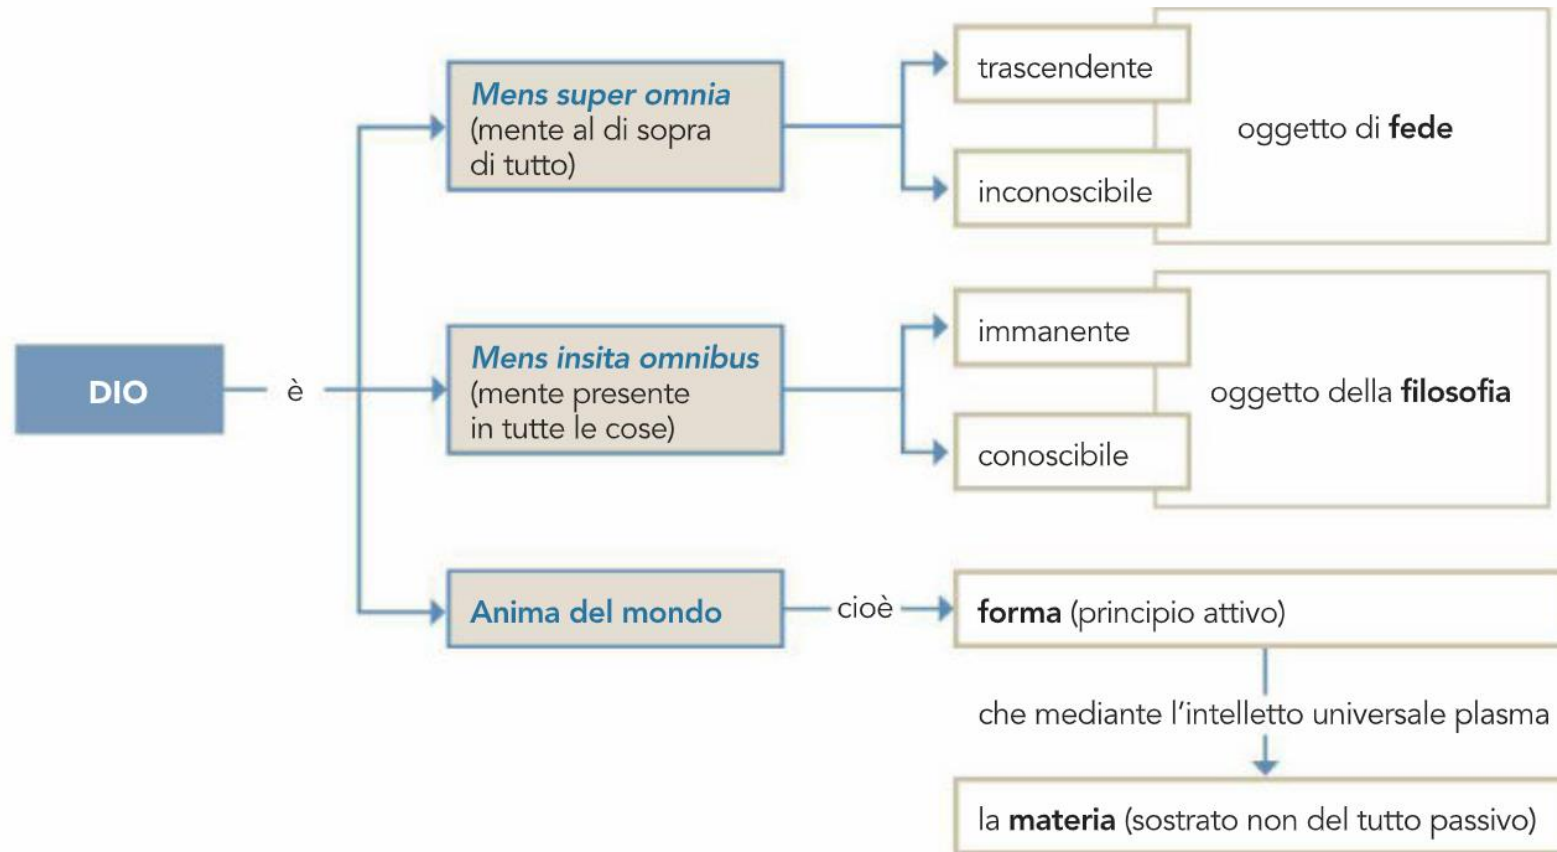 DIO
è
Mens super omnia
(mente al di sopra
di tutto)
trascendente
inconoscibile
oggetto di fede
Mens insita omnibus
(mente presente
in tutte le cose)
immanente
conoscibile
oggetto della filosofia
Anima del mondo
cioè
forma (principio attivo)
che mediante l'intelletto universale plasma
la materia (sostrato non del tutto passivo)